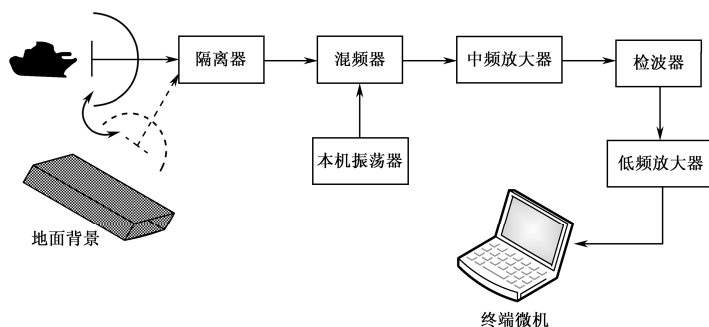 隔离器
混频器
中频放大器
检波器
本机振荡器
低频放大器
地面背景
终端微机